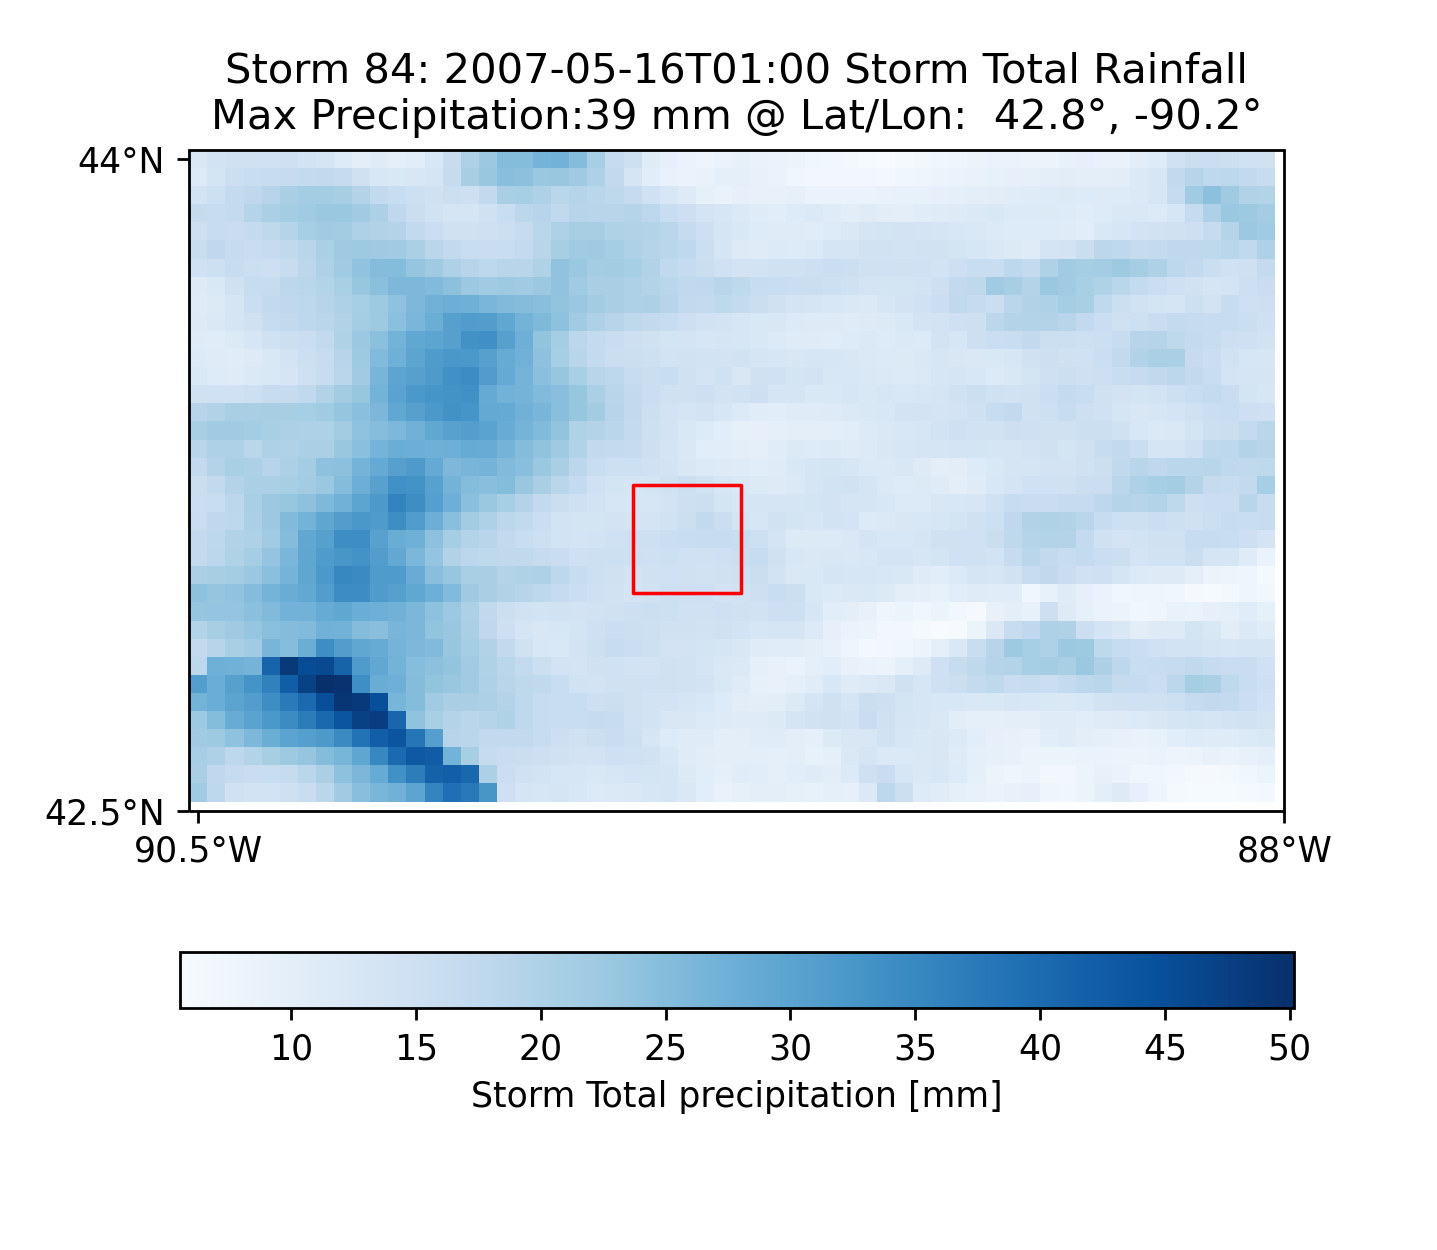 Storm 84: 2007-05-16T01:00 Storm Total Rainfall
Max Precipitation:39 mm @ Lat/Lon:  42.8°, -90.2°
44°N
42.5°N
90.5°W 88°W
10 15 20 25 30 35 40 45 50
Storm Total precipitation [mm]